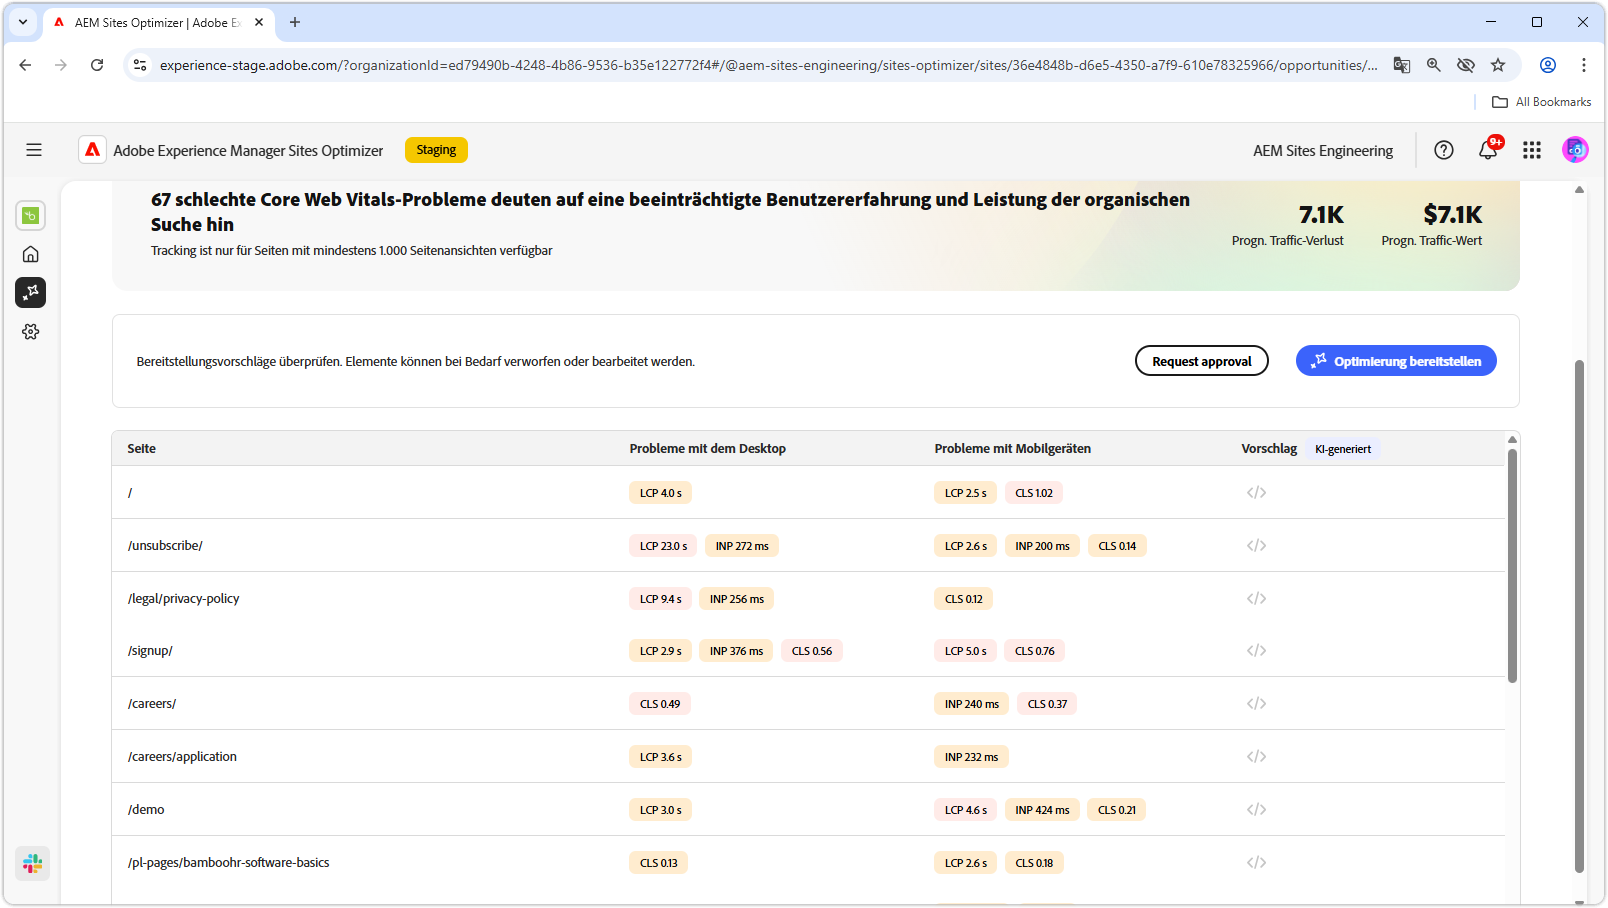 AEM Sites Optimizer | Adobe Ex
experience-stage.adobe.com/?organizationId=ed79490b-4248-4b86-9536-b35e122772f4#/@aem-sites-engineering/sites-optimizer/sites/36e4848b-d6e5-4350-a7f9-610e78325966/opportunities/...
All Bookmarks
Adobe Experience Manager Sites Optimizer
Staging
AEM Sites Engineering
9+
67 schlechte Core Web Vitals-Probleme deuten auf eine beeinträchtigte Benutzererfahrung und Leistung der organischen
Suche hin
Tracking ist nur für Seiten mit mindestens 1.000 Seitenansichten verfügbar
7.1K
Progn. Traffic-Verlust
$7.1K
Progn. Traffic-Wert
Bereitstellungsvorschläge überprüfen. Elemente können bei Bedarf verworfen oder bearbeitet werden.
Request approval
Optimierung bereitstellen
Seite Probleme mit dem Desktop Probleme mit Mobilgeräten Vorschlag KI-generiert
/ LCP 4.0 s LCP 2.5 s CLS 1.02 </>
/unsubscribe/ LCP 23.0 s INP 272 ms LCP 2.6 s INP 200 ms CLS 0.14 </>
/legal/privacy-policy LCP 9.4 s INP 256 ms CLS 0.12 </>
/signup/ LCP 2.9 s INP 376 ms CLS 0.56 LCP 5.0 s CLS 0.76 </>
/careers/ CLS 0.49 INP 240 ms CLS 0.37 </>
/careers/application LCP 3.6 s INP 232 ms </>
/demo LCP 3.0 s LCP 4.6 s INP 424 ms CLS 0.21 </>
/pl-pages/bamboohr-software-basics CLS 0.13 LCP 2.6 s CLS 0.18 </>